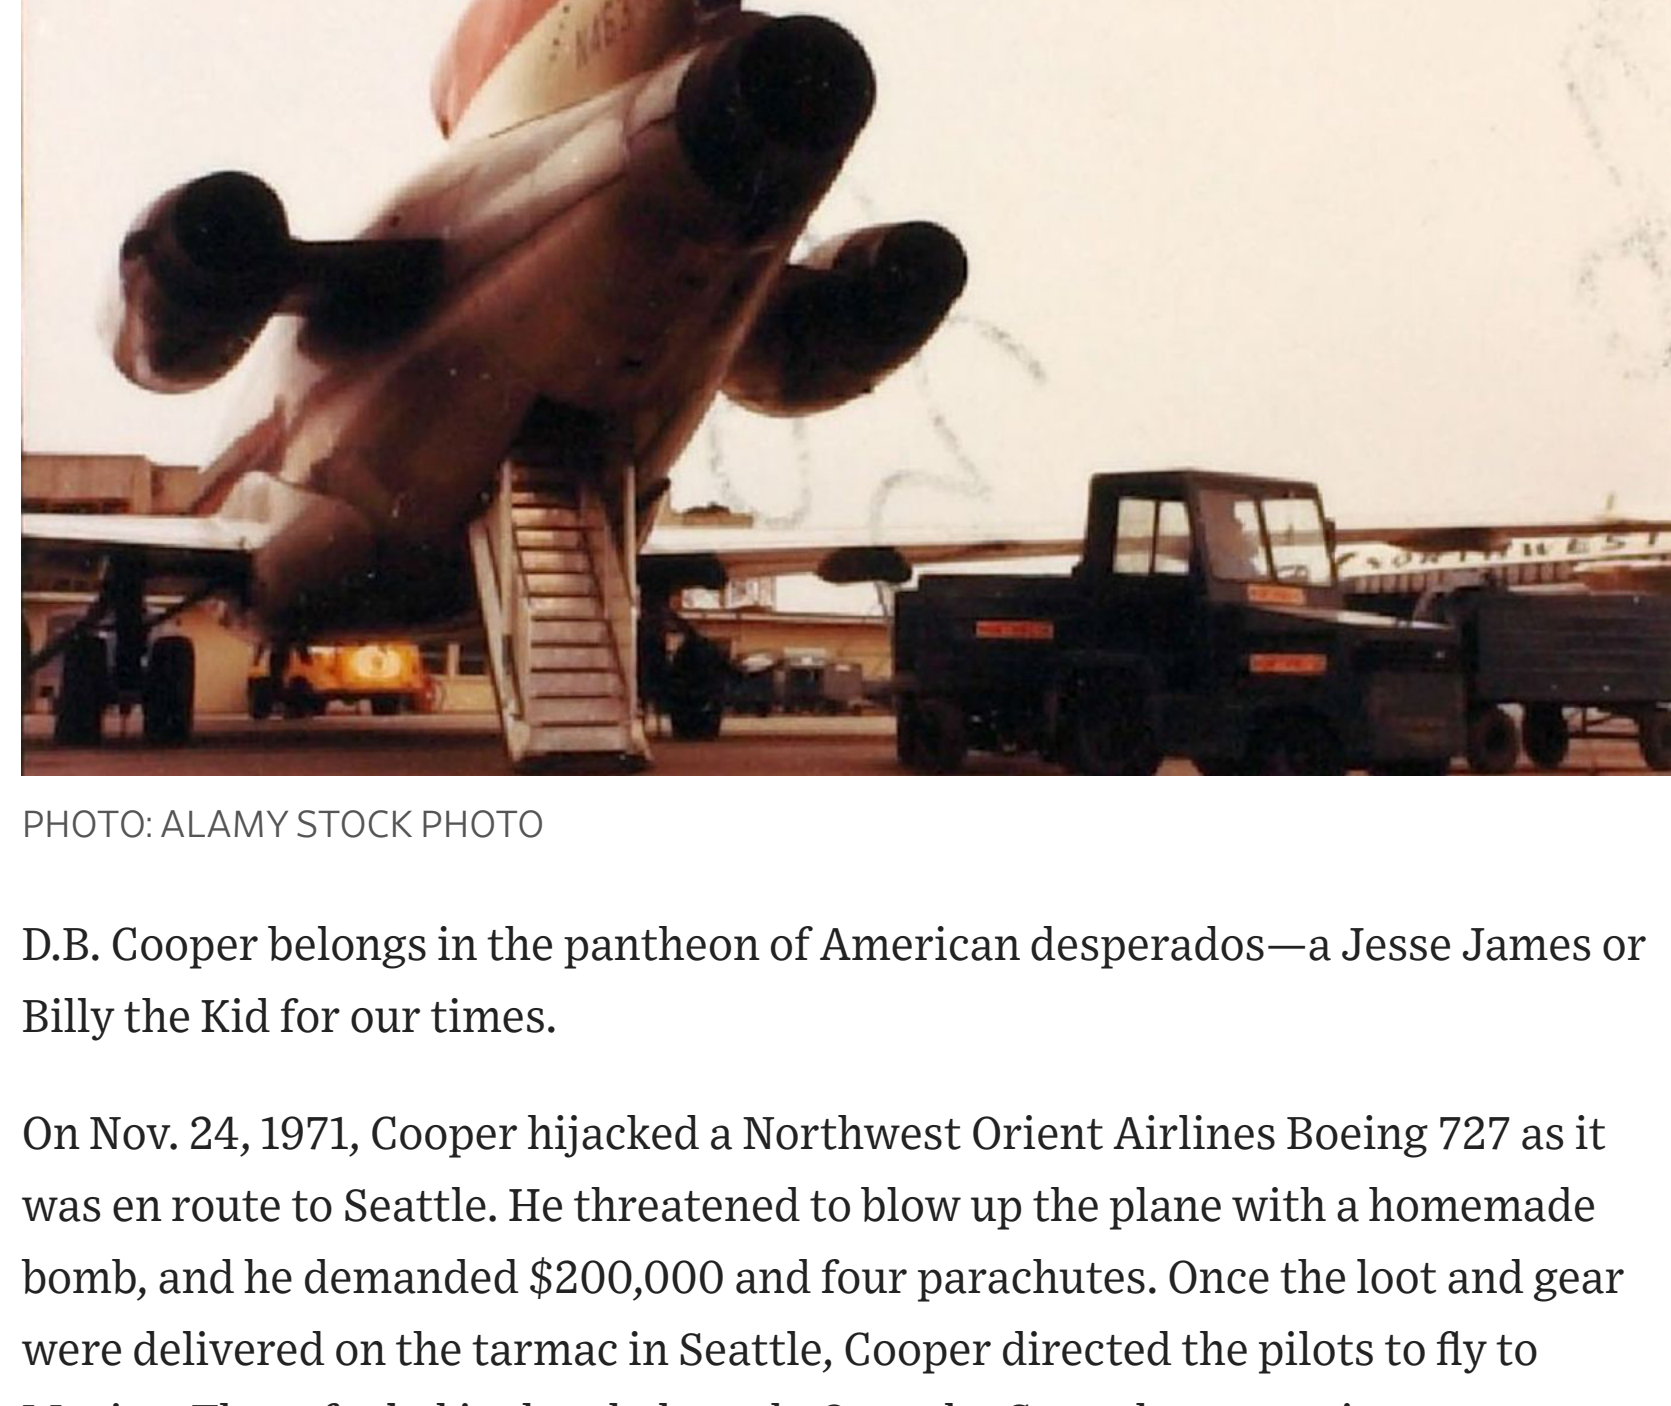 N463
NORTHWEST
PHOTO: ALAMY STOCK PHOTO
D.B. Cooper belongs in the pantheon of American desperados—a Jesse James or
Billy the Kid for our times.
On Nov. 24, 1971, Cooper hijacked a Northwest Orient Airlines Boeing 727 as it
was en route to Seattle. He threatened to blow up the plane with a homemade
bomb, and he demanded $200,000 and four parachutes. Once the loot and gear
were delivered on the tarmac in Seattle, Cooper directed the pilots to fly to